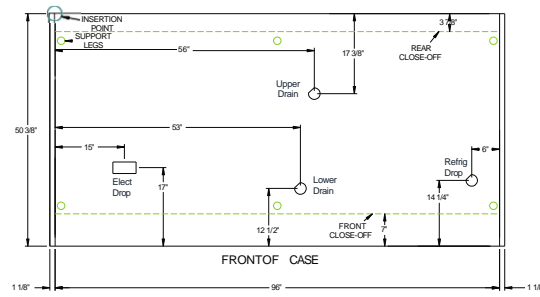 INSERTION
POINT
SUPPORT
LEGS
3 7/8"
56"
17 3/8"
REAR
CLOSE-OFF
Upper
Drain
50 3/8"
53"
15"
6"
Elect
Drop
17"
Lower
Drain
Refrig
Drop
14 1/4"
12 1/2"
FRONT
CLOSE-OFF
7"
FRONTOF CASE
1 1/8"
96"